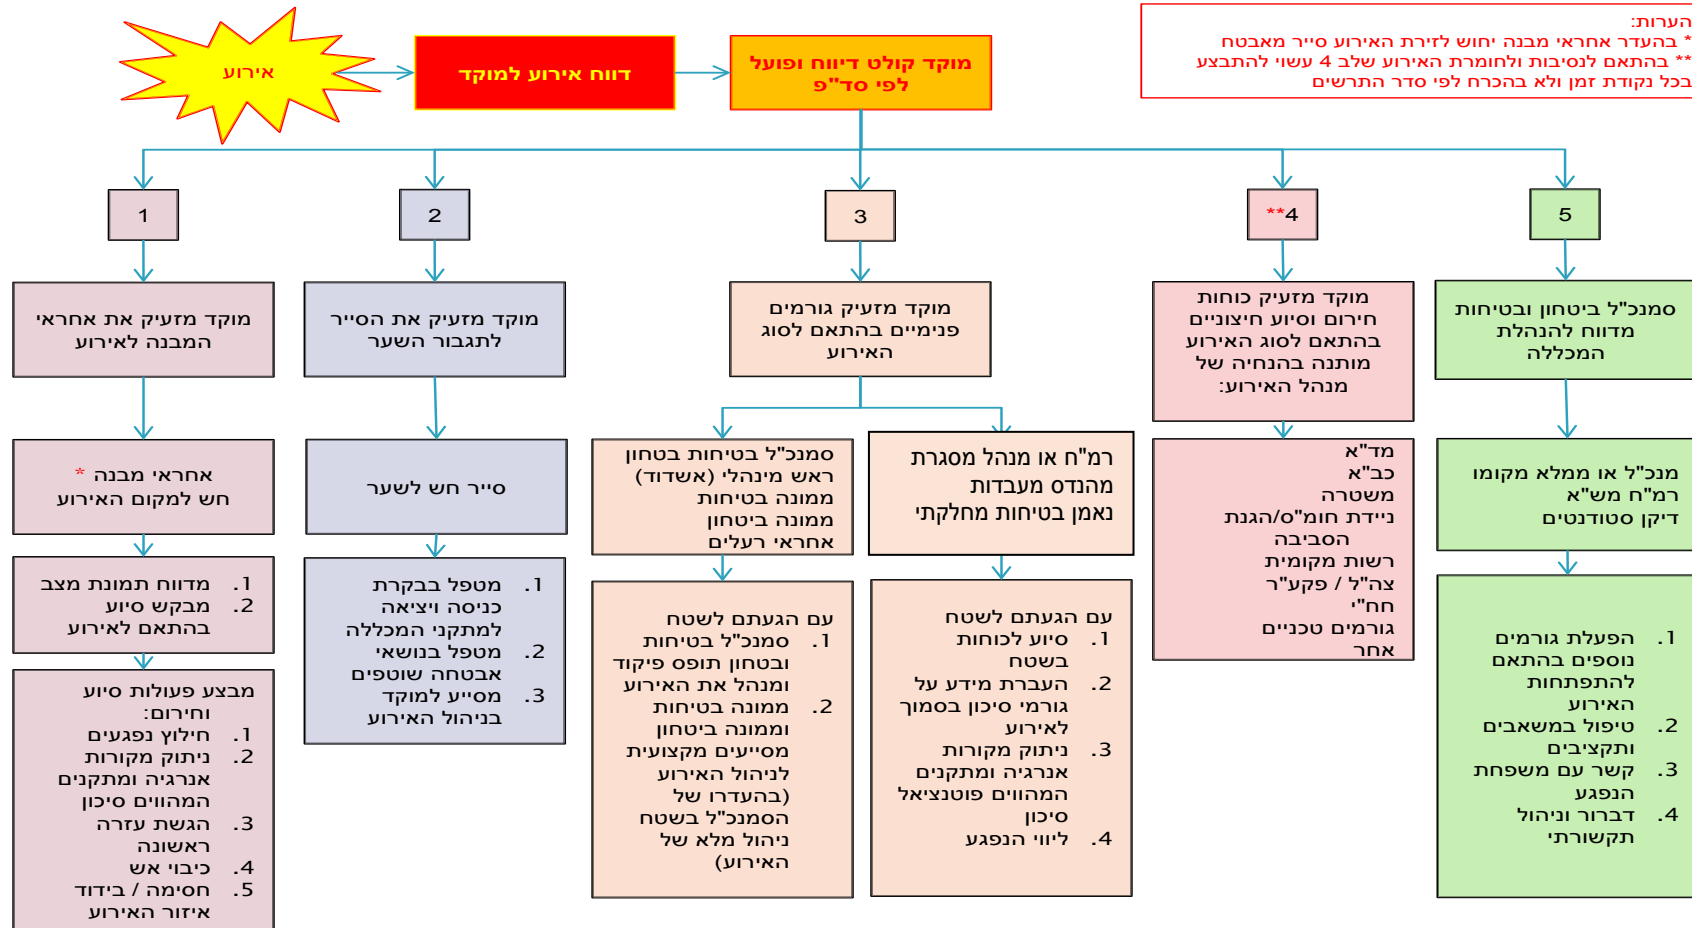 הערות:
* בהעדר אחראי מבנה יחוש לזירת האירוע סייר מאבטח
** בהתאם לנסיבות ולחומרת האירוע שלב 4 עשוי להתבצע
בכל נקודת זמן ולא בהכרח לפי סדר התרשים
אירוע
דווח אירוע למוקד
מוקד קולט דיווח ופועל
לפי סד"פ
1
מוקד מזעיק את אחראי
המבנה לאירוע
אחראי מבנה *
חש למקום האירוע
1. מדווח תמונת מצב
2. מבקש סיוע
בהתאם לאירוע
מבצע פעולות סיוע
וחירום:
1. חילוץ נפגעים
2. ניתוק מקורות
אנרגיה ומתקנים
המהווים סיכון
3. הגשת עזרה
ראשונה
4. כיבוי אש
5. חסימה / בידוד
איזור האירוע
2
מוקד מזעיק את הסייר
לתגבור השער
סייר חש לשער
1. מטפל בבקרת
כניסה ויציאה
למתקני המכללה
2. מטפל בנושאי
אבטחה שוטפים
3. מסייע למוקד
בניהול האירוע
3
מוקד מזעיק גורמים
פנימיים בהתאם לסוג
האירוע
סמנכ"ל בטיחות בטחון
ראש מינהלי (אשדוד)
ממונה בטיחות
ממונה ביטחון
אחראי רעלים
עם הגעתם לשטח
1. סמנכ"ל בטיחות
ובטחון תופס פיקוד
ומנהל את האירוע
2. ממונה בטיחות
וממונה ביטחון
מסייעים מקצועית
לניהול האירוע
(בהעדרו של
הסמנכ"ל בשטח
ניהול מלא של
האירוע)
רמ"ח או מנהל מסגרת
מהנדס מעבדות
נאמן בטיחות מחלקתי
עם הגעתם לשטח
1. סיוע לכוחות
בשטח
2. העברת מידע על
גורמי סיכון בסמוך
לאירוע
3. ניתוק מקורות
אנרגיה ומתקנים
המהווים פוטנציאל
סיכון
4. ליווי הנפגע
4**
מוקד מזעיק כוחות
חירום וסיוע חיצוניים
בהתאם לסוג האירוע
מותנה בהנחיה של
מנהל האירוע:
מד"א
כב"א
משטרה
ניידת חומ"ס/הגנת
הסביבה
רשות מקומית
צה"ל / פקע"ר
חח"י
גורמים טכניים
אחר
5
סמנכ"ל ביטחון ובטיחות
מדווח להנהלת
המכללה
מנכ"ל או ממלא מקומו
רמ"ח מש"א
דיקן סטודנטים
1. הפעלת גורמים
נוספים בהתאם
להתפתחות
האירוע
2. טיפול במשאבים
ותקציבים
3. קשר עם משפחת
הנפגע
4. דברור וניהול
תקשורתי